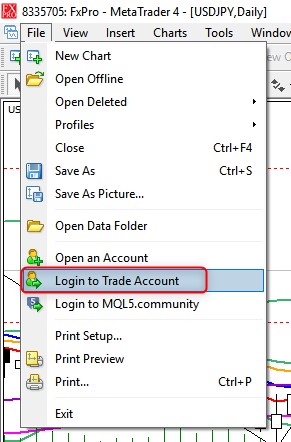 FX
PRO
8335705: FxPro - MetaTrader 4 - [USDJPY,Daily]
File View Insert Charts Tools Window
New Chart
Open Offline
Open Deleted
Profiles
Close Ctrl+F4
Save As Ctrl+S
Save As Picture...
Open Data Folder
Open an Account
Login to Trade Account
Login to MQL5.community
Print Setup...
Print Preview
Print... Ctrl+P
Exit